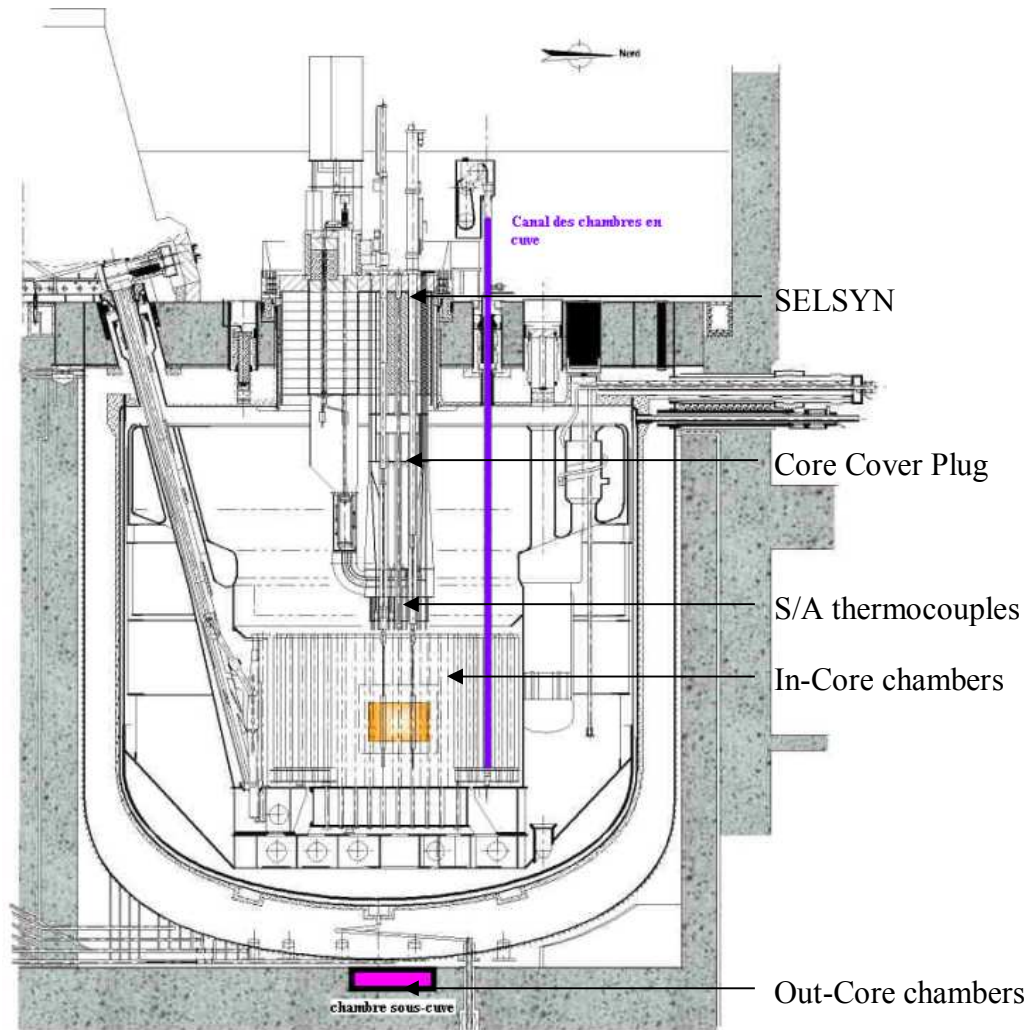 Nord
Canal des chambres en
cuve
SELSYN
Core Cover Plug
S/A thermocouples
In-Core chambers
Out-Core chambers
chambre sous-cuve